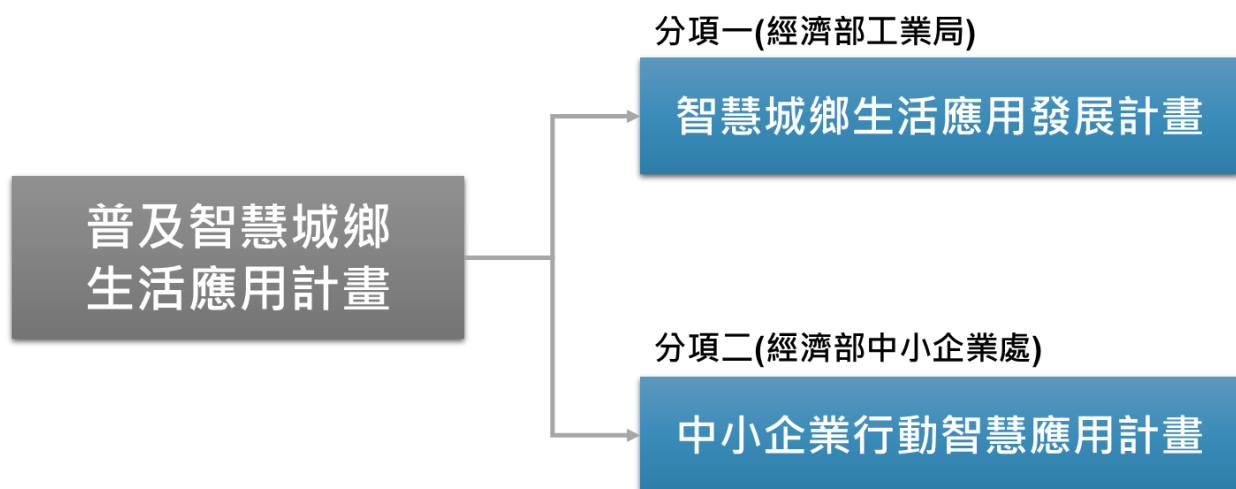 分項一(經濟部工業局)
智慧城鄉生活應用發展計畫
普及智慧城鄉
生活應用計畫
分項二(經濟部中小企業處)
中小企業行動智慧應用計畫